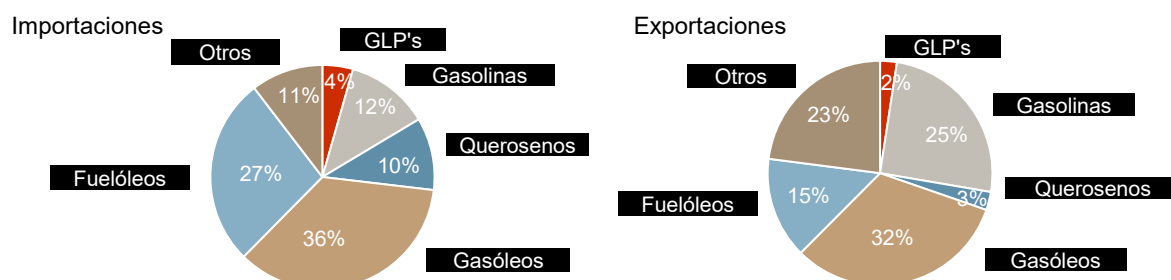 Importaciones
GLP's
Otros
Gasolinas
4%
11%
12%
Querosenos
10%
Fuelóleos
27%
36%
Gasóleos
Exportaciones
GLP's
Otros
2%
Gasolinas
23%
25%
Querosenos
3%
Fuelóleos
15%
32%
Gasóleos